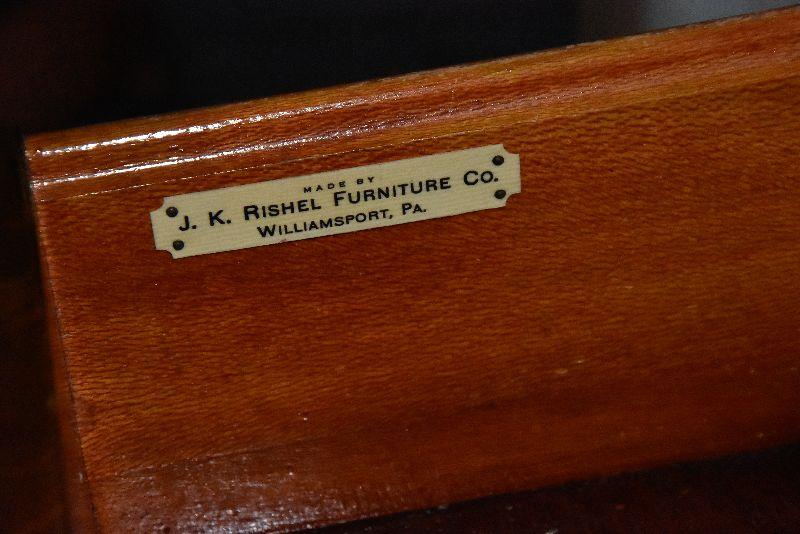 MADE BY
J. K. RISHEL FURNITURE CO.
WILLIAMSPORT, PA.